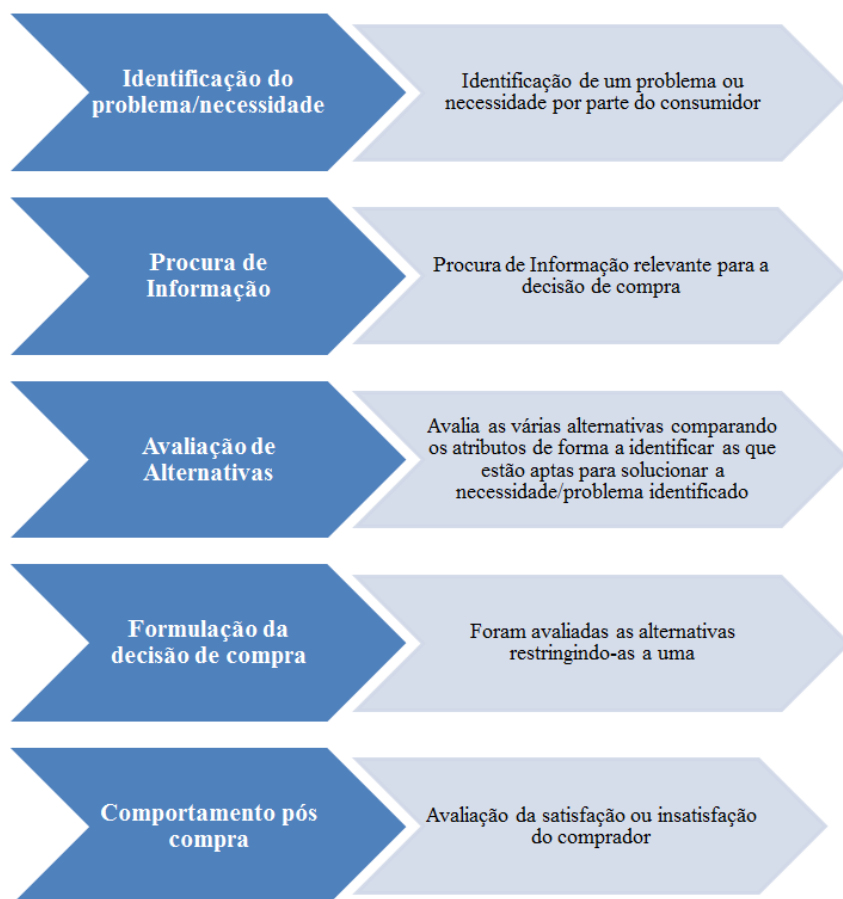 Identificação do
problema/necessidade
Identificação de um problema ou
necessidade por parte do consumidor
Procura de
Informação
Procura de Informação relevante para a
decisão de compra
Avaliação de
Alternativas
Avalia as várias alternativas comparando
os atributos de forma a identificar as que
estão aptas para solucionar a
necessidade/problema identificado
Formulação da
decisão de compra
Foram avaliadas as alternativas
restringindo-as a uma
Comportamento pós
compra
Avaliação da satisfação ou insatisfação
do comprador